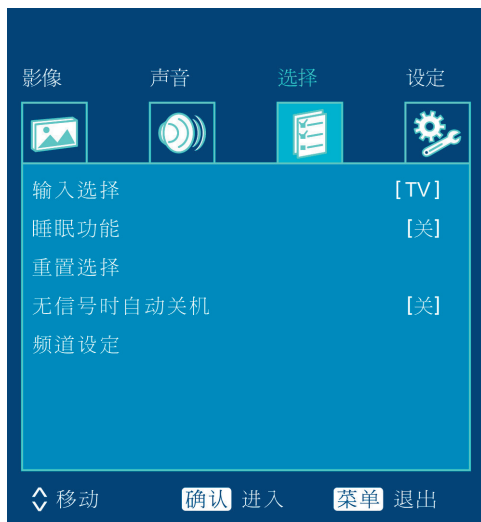 影像 声音 选择 设定
输入选择 [TV]
睡眠功能 [关]
重置选择
无信号时自动关机 [关]
频道设定
移动 确认 进入 菜单 退出